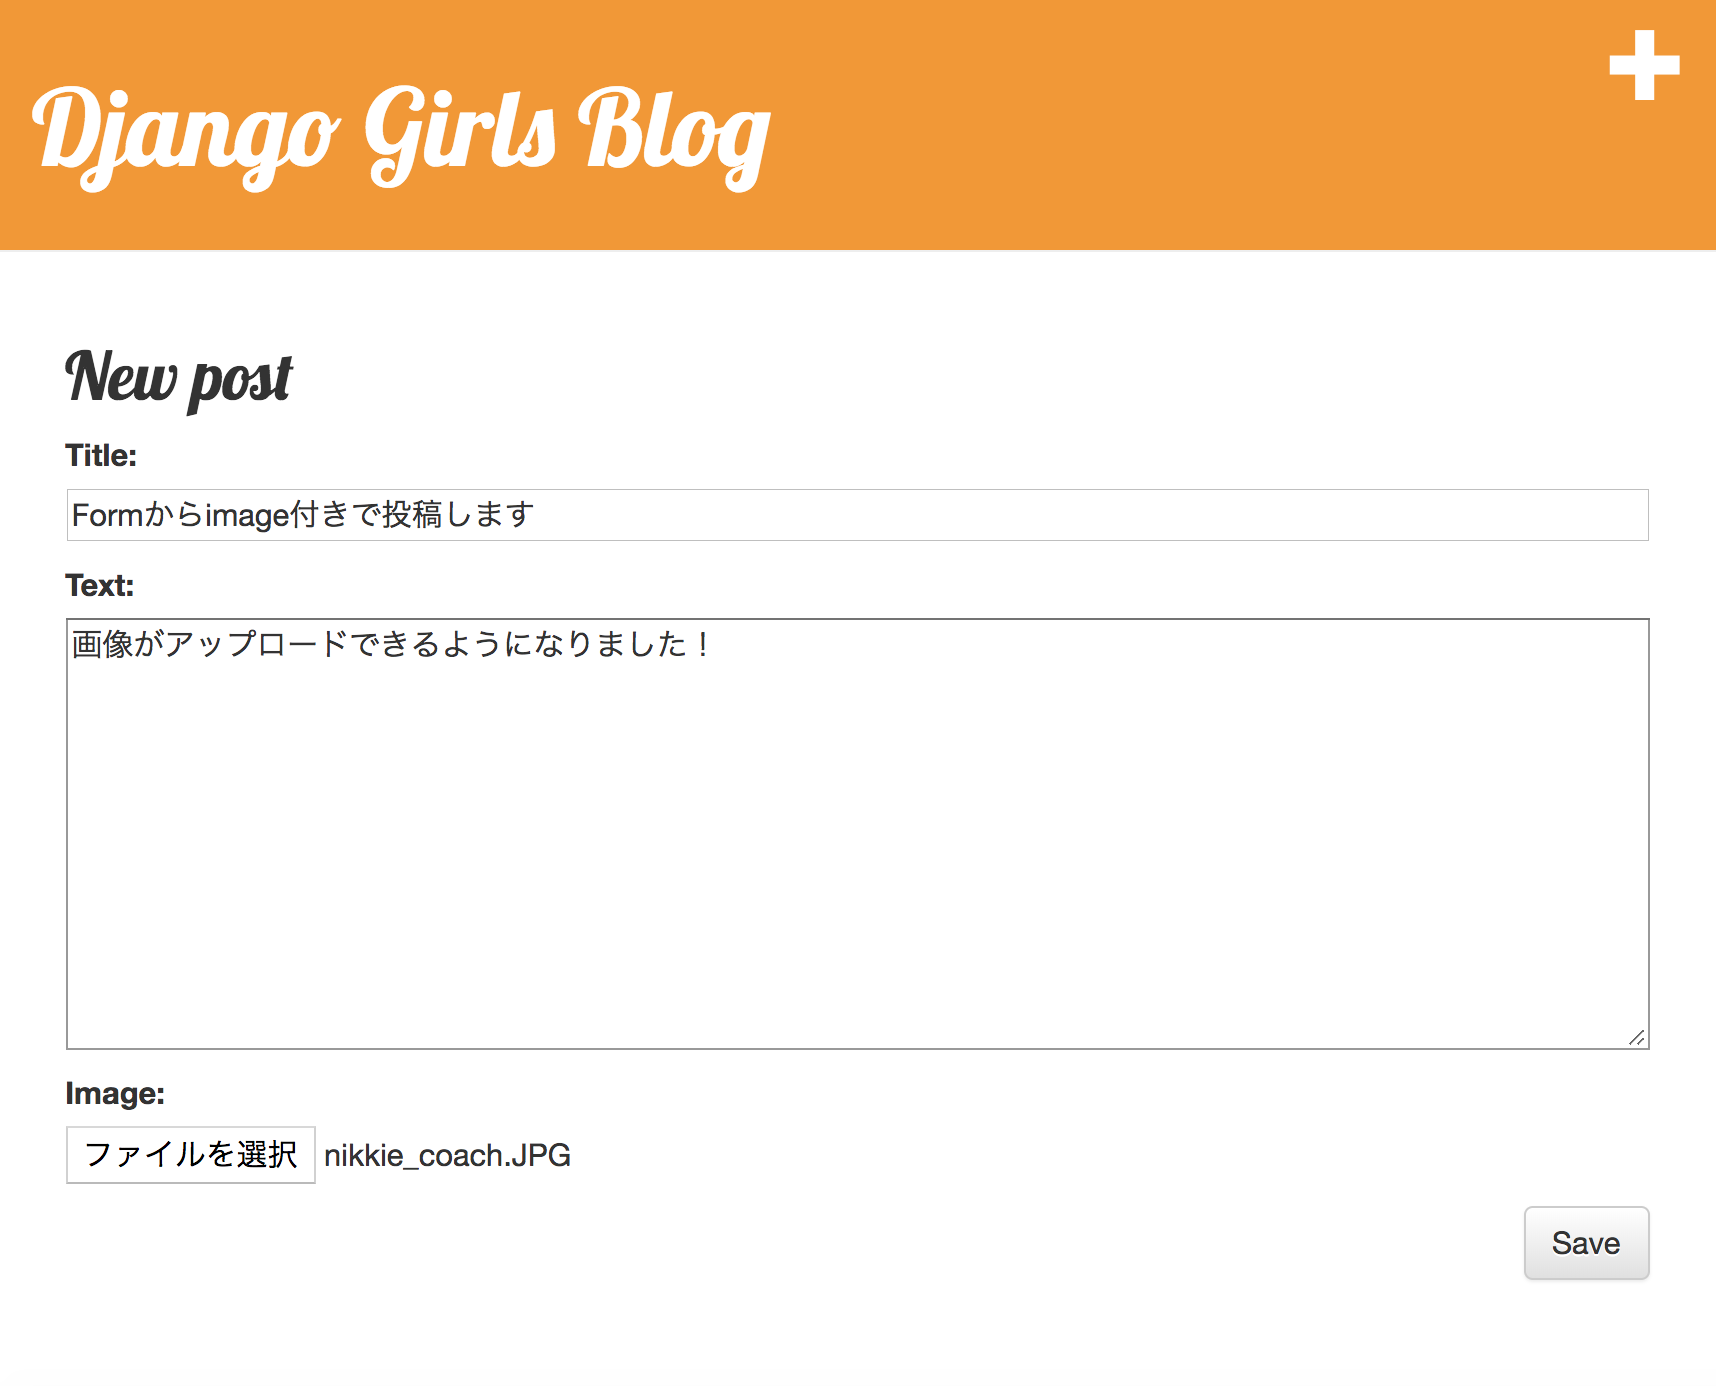 Django Girls Blog
New post
Title:
Formからimage付きで投稿します
Text:
画像がアップロードできるようになりました！
Image:
ファイルを選択 nikkie_coach.JPG
Save